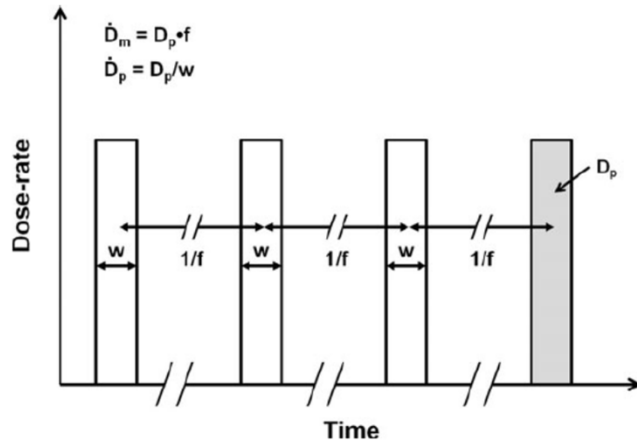 Ḋₘ = Dₚ•f
Ḋₚ = Dₚ/w
Dose-rate
Dₚ
w
w
w
1/f
1/f
1/f
Time